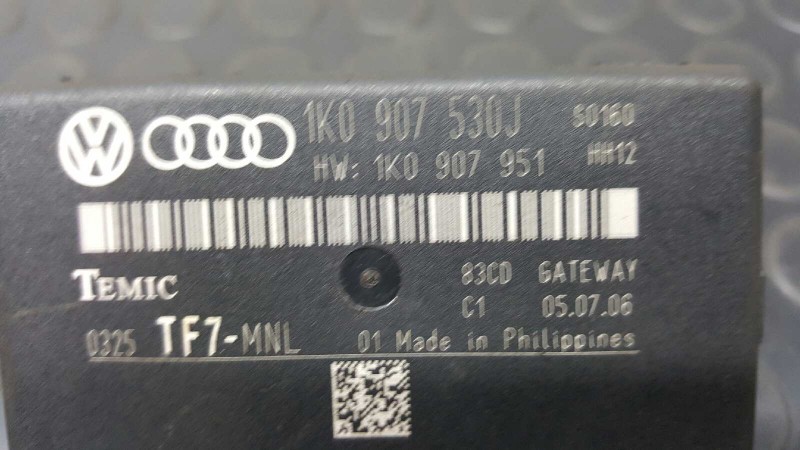 1K0 907 530J S0160
HW: 1K0 907 951 HH12
TEMIC 83CD GATEWAY
C1 05.07.06
0325 TF7-MNL 01 Made in Philippines